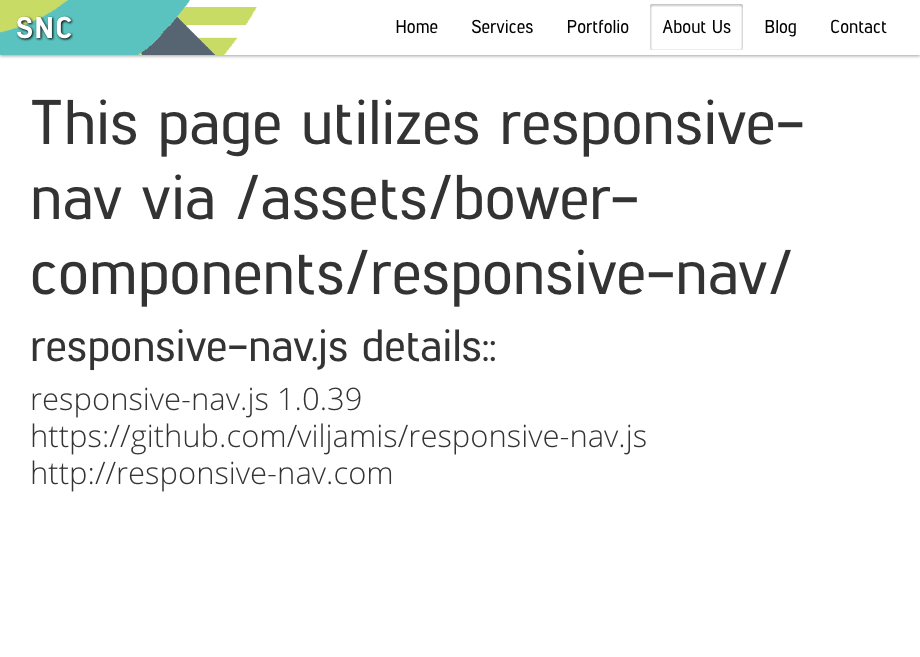 SNC
Home Services Portfolio About Us Blog Contact
This page utilizes responsive-
nav via /assets/bower-
components/responsive-nav/
responsive-nav.js details::
responsive-nav.js 1.0.39
https://github.com/viljamis/responsive-nav.js
http://responsive-nav.com